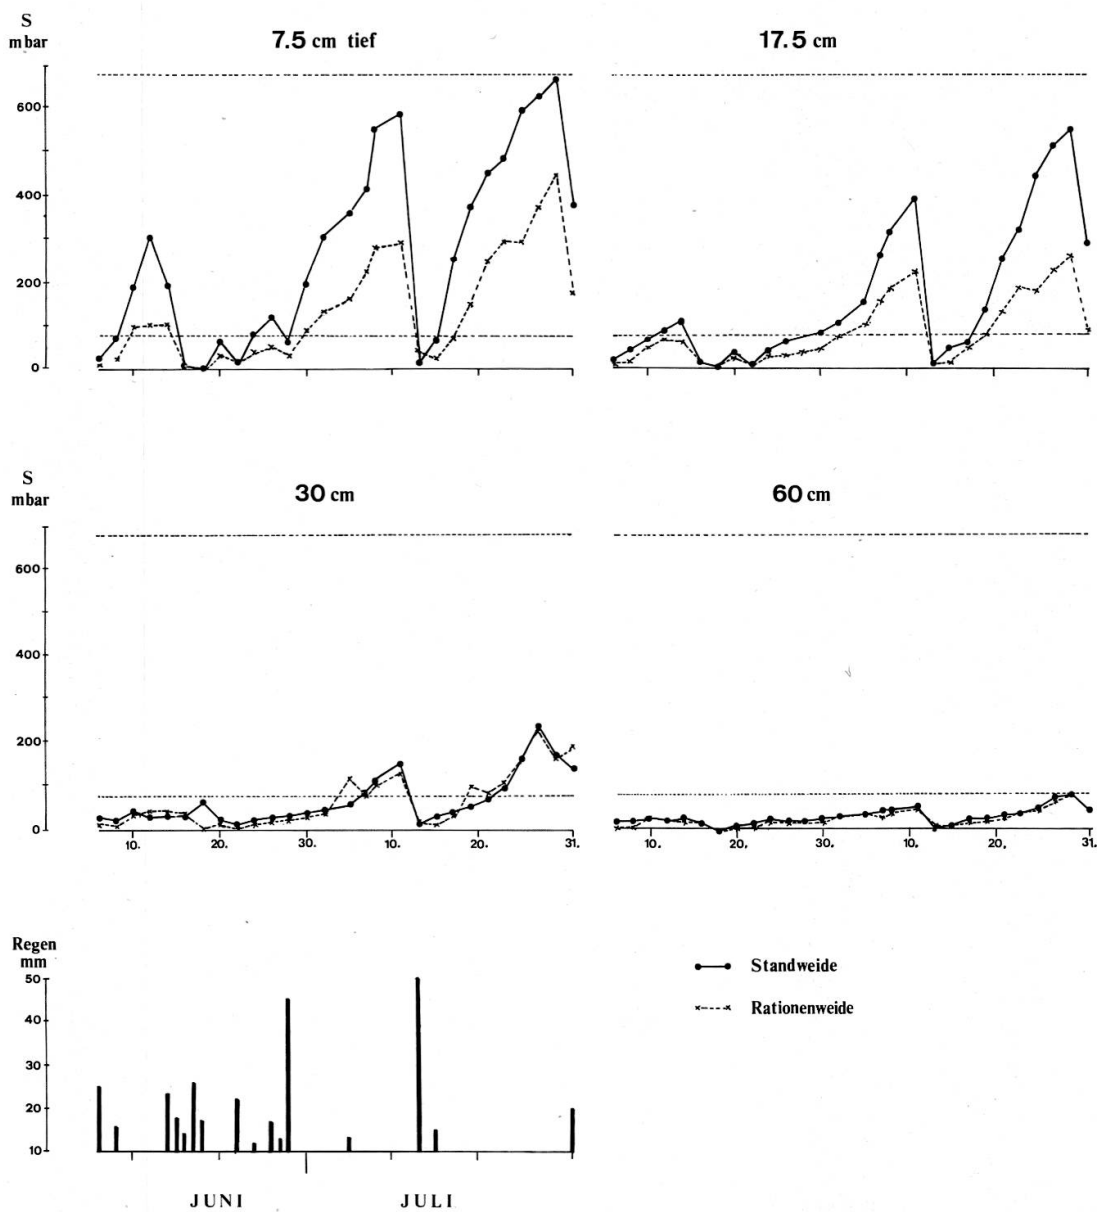 S
mbar
7.5 cm tief
17.5 cm
600
400
200
0
S
mbar
30 cm
60 cm
600
400
200
0
10. 20. 30. 10. 20. 31.
10. 20. 30. 10. 20. 31.
Regen
mm
50
40
30
20
10
JUNI JULI
Standweide
Rationenweide